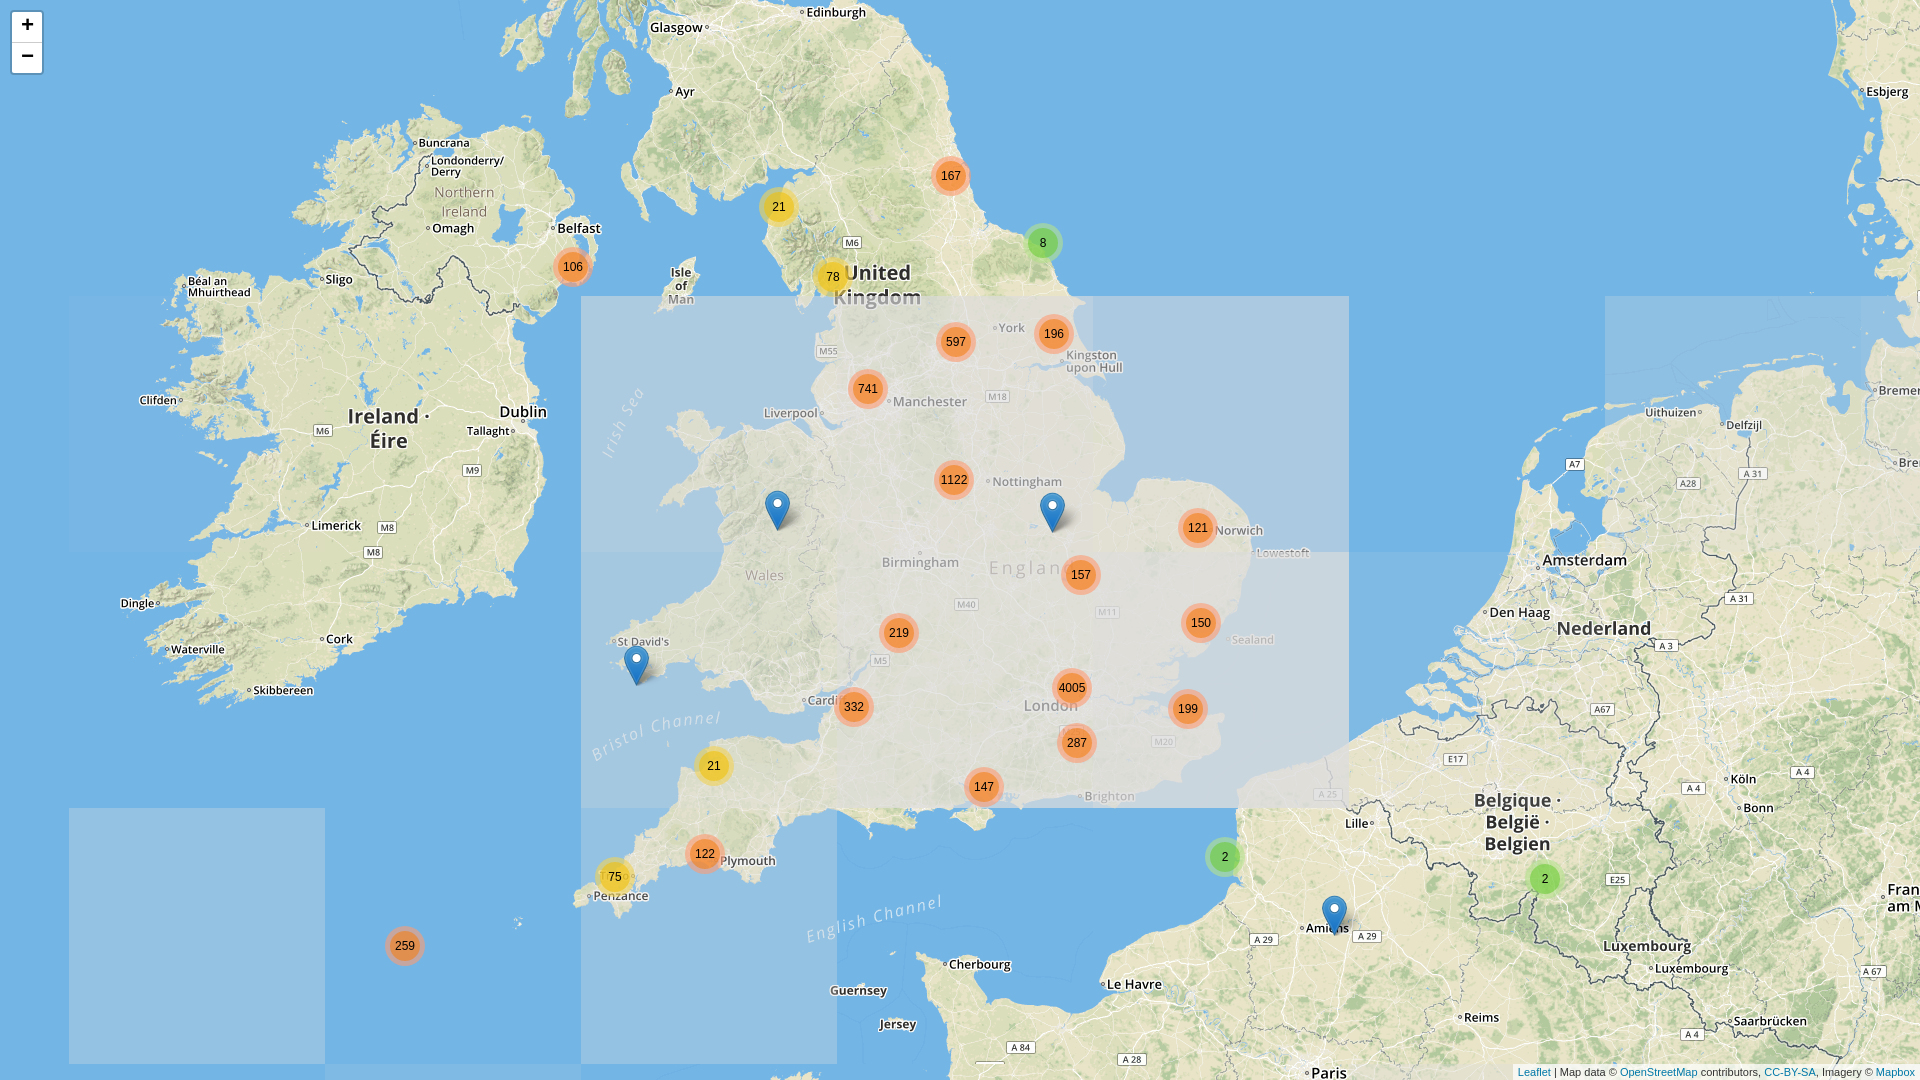 +
−
Glasgow
Edinburgh
Ayr
Esbjerg
Buncrana
Londonderry/
Derry
Northern
Ireland
Omagh
Belfast
167
21
8
106
78
M6
United
Kingdom
Isle
of
Man
Sligo
Béal an
Mhuirthead
York
196
597
Kingston
upon Hull
M55
741
Manchester
M18
Liverpool
Clifden
Ireland ·
Éire
Dublin
Tallaght
M6
M9
Irish Sea
Uithuizen
Delfzijl
Bremer
Bre
A7
A 31
A28
1122
Nottingham
Limerick
M8
M8
121
Norwich
Lowestoft
Birmingham
Wales
Englan
157
Amsterdam
Dingle
M40
M11
Den Haag
A 31
Nederland
Cork
Waterville
St David's
219
150
Sealand
A 3
M5
Skibbereen
4005
London
Cardi
332
199
A67
Bristol Channel
287
M20
E17
21
147
Brighton
A 25
Köln
A 4
A 4
Bonn
Belgique ·
België ·
Belgien
Lille
122
Plymouth
2
75
Penzance
2
E25
Fran
am M
English Channel
259
Amiens
A 29
A 29
Luxembourg
Luxembourg
A 67
Cherbourg
Guernsey
Le Havre
Jersey
Reims
Saarbrücken
A 4
A 84
A 28
Paris
Leaflet | Map data © OpenStreetMap contributors, CC-BY-SA, Imagery © Mapbox